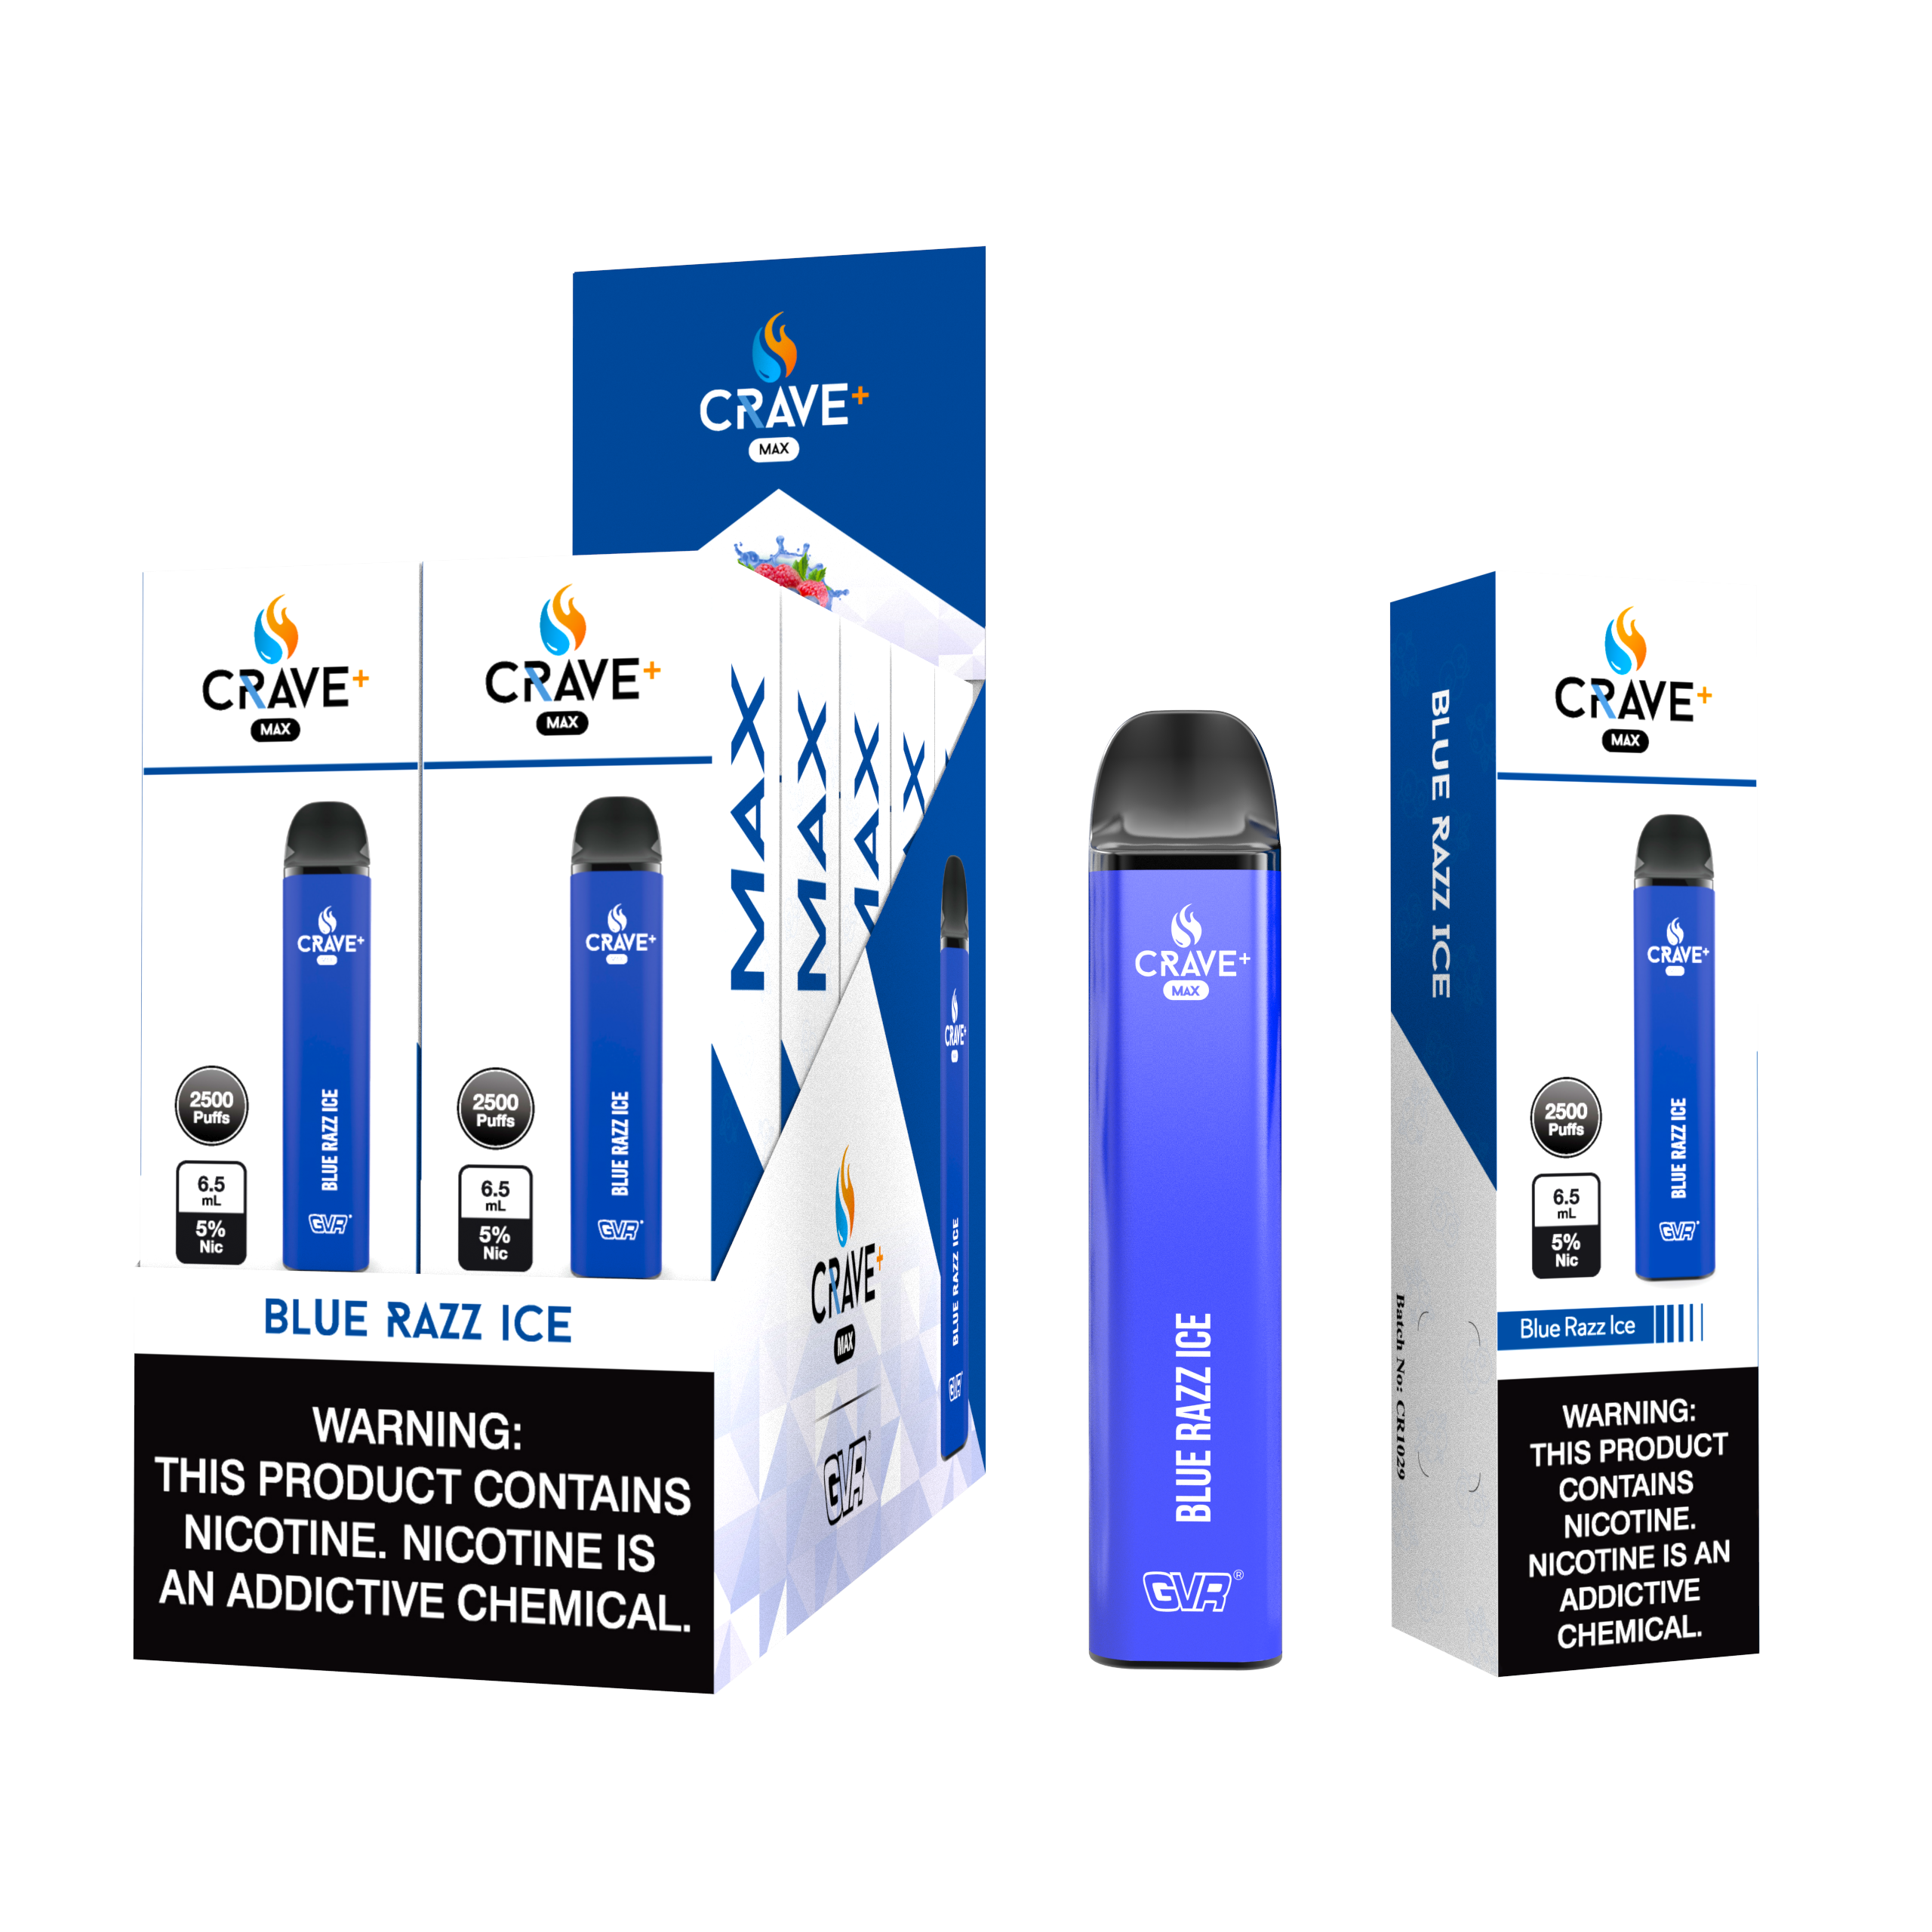 CRAVE+
MAX
CRAVE+
MAX
2500
Puffs
6.5
mL
5%
Nic
CRAVE+
BLUE RAZZ ICE
GVR
CRAVE+
MAX
2500
Puffs
6.5
mL
5%
Nic
CRAVE+
BLUE RAZZ ICE
GVR
BLUE RAZZ ICE
WARNING:
THIS PRODUCT CONTAINS
NICOTINE. NICOTINE IS
AN ADDICTIVE CHEMICAL.
MAX
MAX
MAX
CRAVE+
MAX
GVR®
CRAVE+
BLUE RAZZ ICE
GVR
CRAVE+
MAX
BLUE RAZZ ICE
GVR®
BLUE RAZZ ICE
Batch No: CR1029
CRAVE+
MAX
CRAVE+
BLUE RAZZ ICE
GVR
2500
Puffs
6.5
mL
5%
Nic
Blue Razz Ice
WARNING:
THIS PRODUCT
CONTAINS
NICOTINE.
NICOTINE IS AN
ADDICTIVE
CHEMICAL.